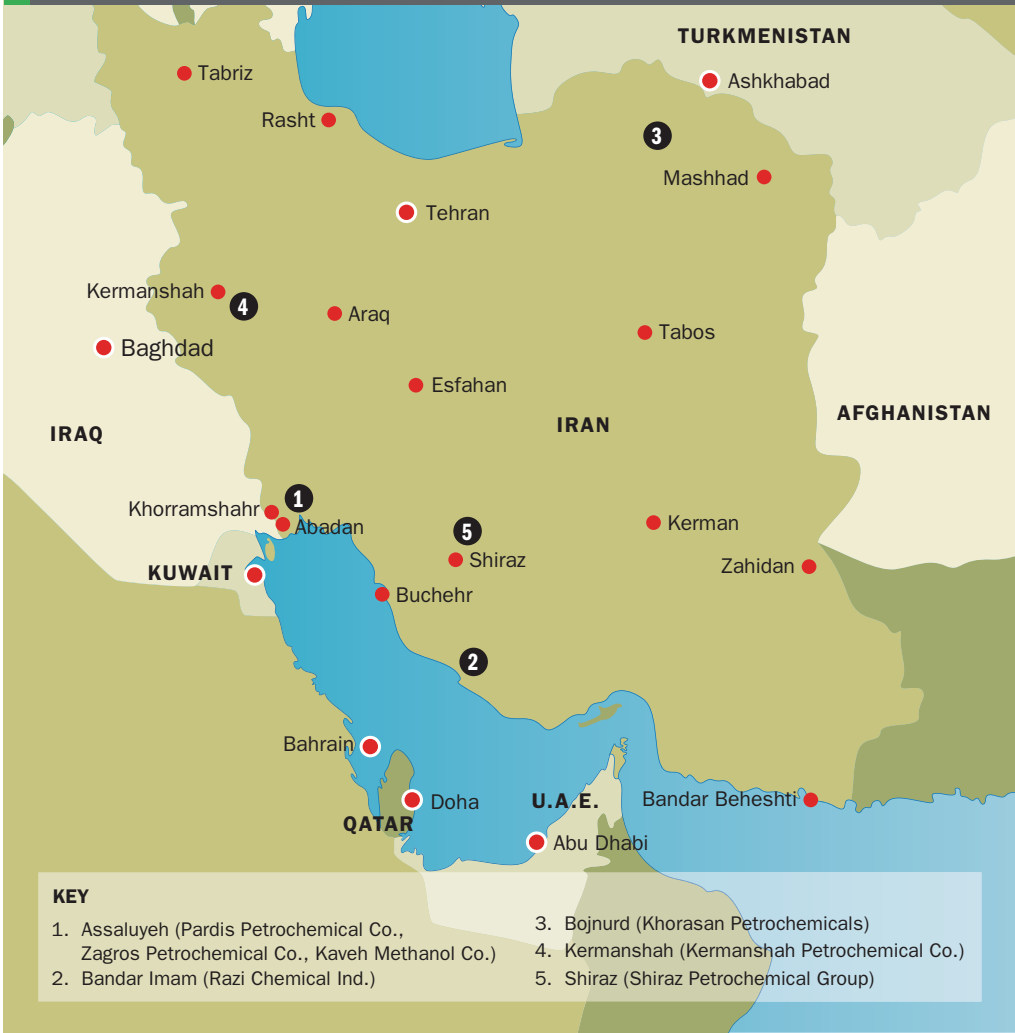 TURKMENISTAN
Tabriz
Ashkhabad
Rasht
3
Mashhad
Tehran
Kermanshah
4
Araq
Tabos
Baghdad
Esfahan
AFGHANISTAN
IRAQ
IRAN
1
Khorramshahr
Abadan
5
Kerman
Shiraz
Zahidan
KUWAIT
Buchehr
2
Bahrain
Doha
U.A.E.
Bandar Beheshti
QATAR
Abu Dhabi
KEY
1. Assaluyeh (Pardis Petrochemical Co.,
Zagros Petrochemical Co., Kaveh Methanol Co.)
2. Bandar Imam (Razi Chemical Ind.)
3. Bojnurd (Khorasan Petrochemicals)
4. Kermanshah (Kermanshah Petrochemical Co.)
5. Shiraz (Shiraz Petrochemical Group)